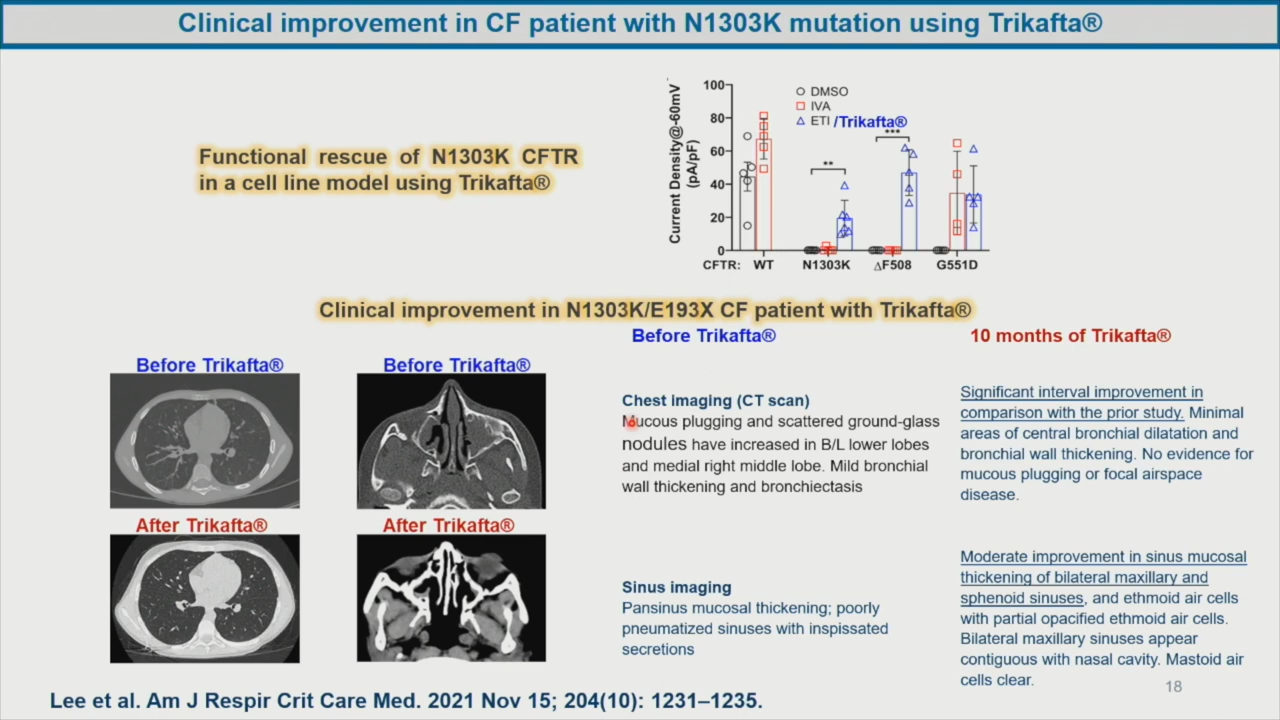 Clinical improvement in CF patient with N1303K mutation using Trikafta®
Functional rescue of N1303K CFTR
in a cell line model using Trikafta®
Current Density@-60mV
(pA/pF)
100
80
60
40
20
0
DMSO
IVA
ETI /Trikafta®
**
***
CFTR: WT N1303K ΔF508 G551D
Clinical improvement in N1303K/E193X CF patient with Trikafta®
Before Trikafta®
10 months of Trikafta®
Before Trikafta®
Before Trikafta®
After Trikafta®
After Trikafta®
Chest imaging (CT scan)
Mucous plugging and scattered ground-glass
nodules have increased in B/L lower lobes
and medial right middle lobe. Mild bronchial
wall thickening and bronchiectasis
Significant interval improvement in
comparison with the prior study. Minimal
areas of central bronchial dilatation and
bronchial wall thickening. No evidence for
mucous plugging or focal airspace
disease.
Sinus imaging
Pansinus mucosal thickening; poorly
pneumatized sinuses with inspissated
secretions
Moderate improvement in sinus mucosal
thickening of bilateral maxillary and
sphenoid sinuses, and ethmoid air cells
with partial opacified ethmoid air cells.
Bilateral maxillary sinuses appear
contiguous with nasal cavity. Mastoid air
cells clear.
18
Lee et al. Am J Respir Crit Care Med. 2021 Nov 15; 204(10): 1231–1235.